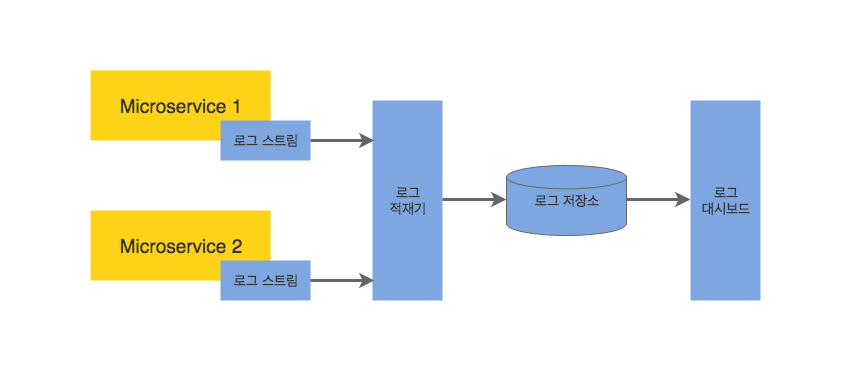 Microservice 1
로그 스트림
Microservice 2
로그 스트림
로그
적재기
로그 저장소
로그
대시보드